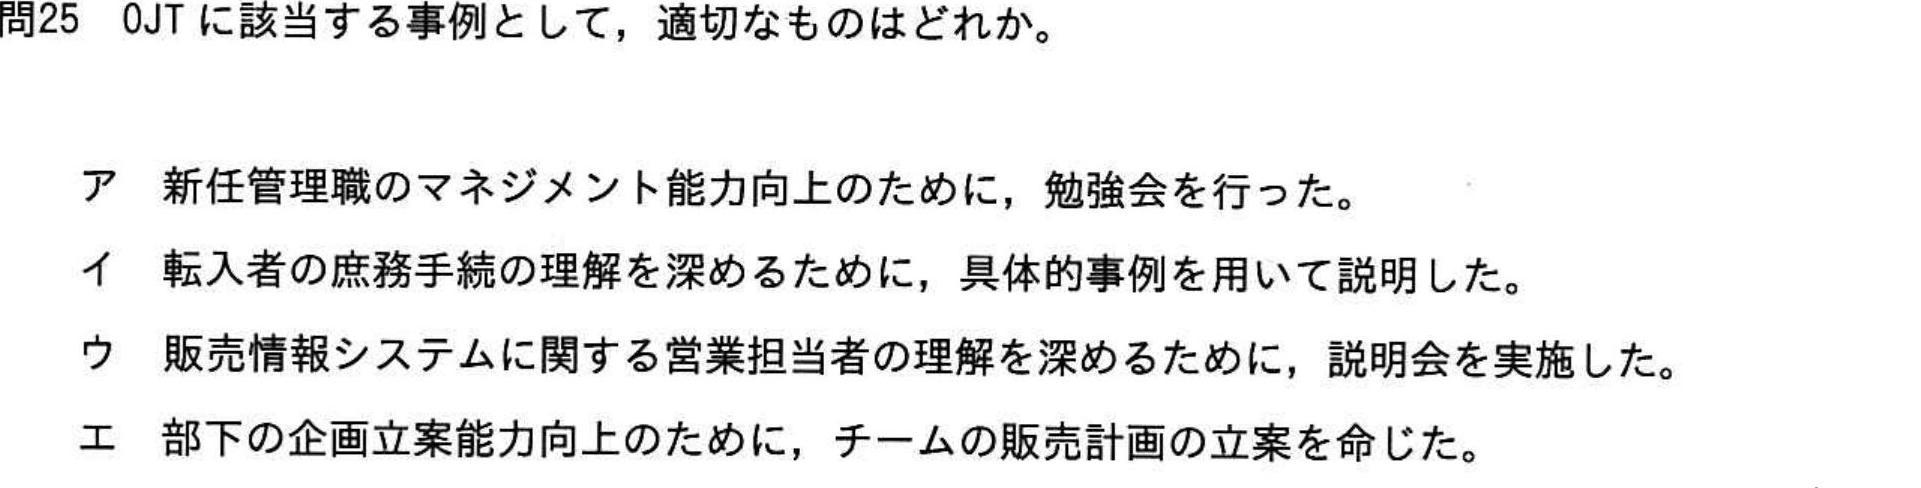 問25 OJTに該当する事例として，適切なものはどれか。
ア 新任管理職のマネジメント能力向上のために，勉強会を行った。
イ 転入者の庶務手続の理解を深めるために，具体的事例を用いて説明した。
ウ 販売情報システムに関する営業担当者の理解を深めるために，説明会を実施した。
エ 部下の企画立案能力向上のために，チームの販売計画の立案を命じた。